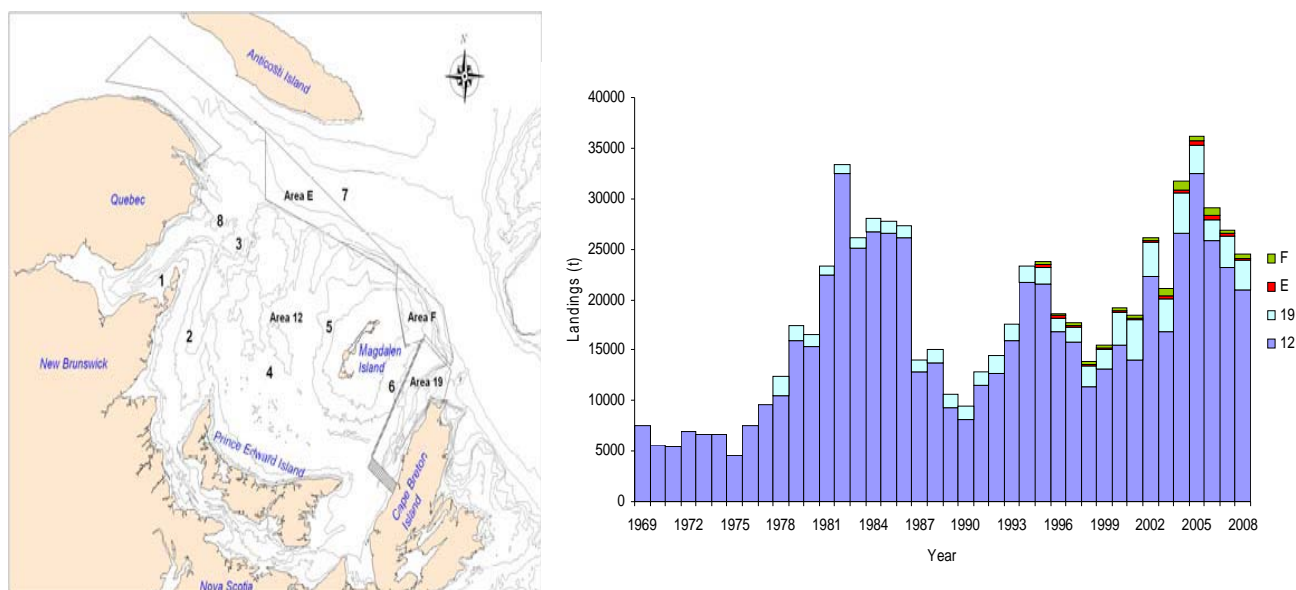 Anticosti Island
N
Quebec
Area E
7
8
3
1
2
Area 12
5
Area F
Magdalen
Island
New Brunswick
4
6
Area 19
Prince Edward Island
Cape Breton
Island
Nova Scotia
40000
35000
30000
25000
20000
15000
10000
5000
0
Landings (t)
1969 1972 1975 1978 1981 1984 1987 1990 1993 1996 1999 2002 2005 2008
Year
F
E
19
12